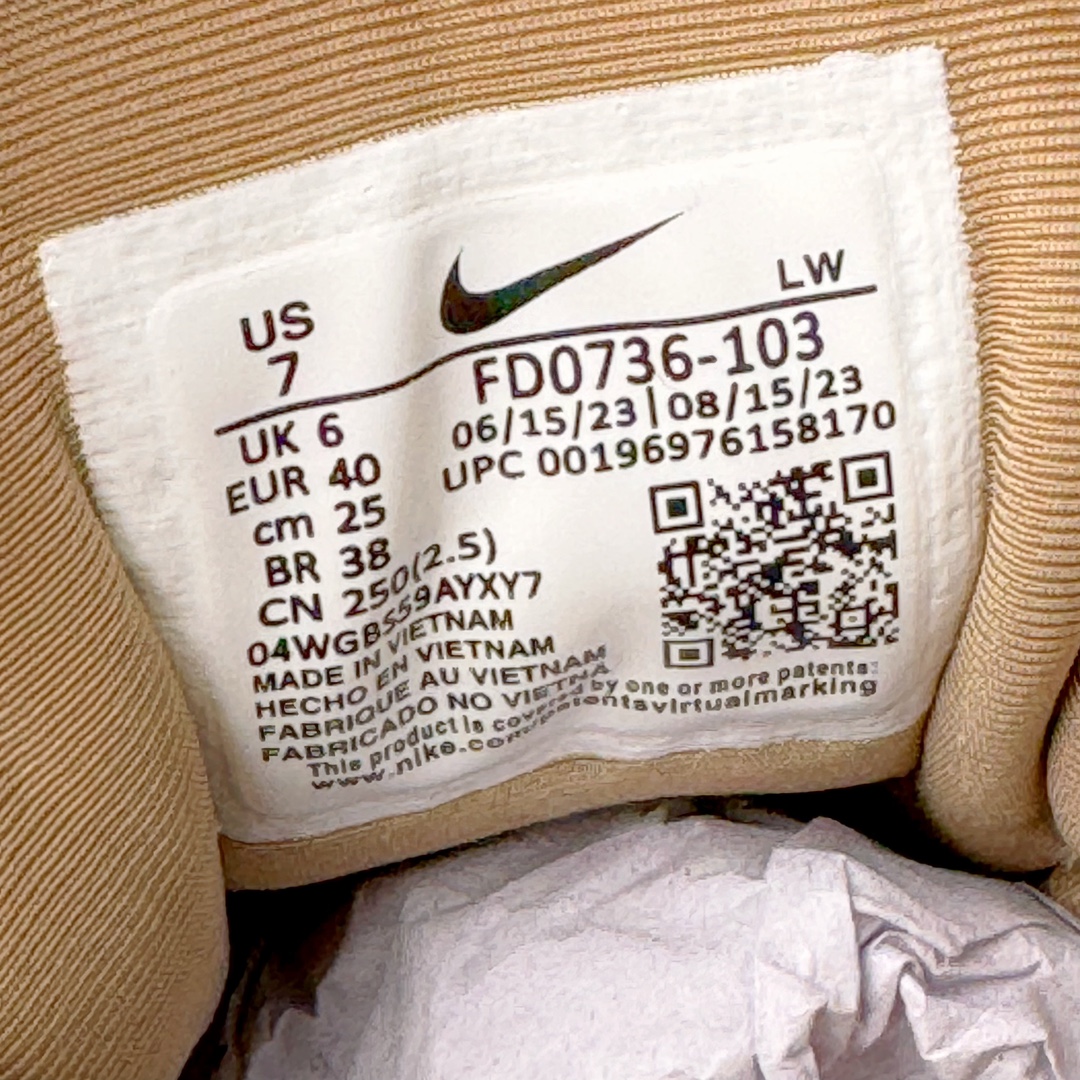 US
7
LW
FD0736-103
06/15/23 | 08/15/23
UPC 00196976158170
UK 6
EUR 40
cm 25
BR 38
CN 250(2.5)
04WGBS59AYXY7
MADE IN VIETNAM
HECHO EN VIETNAM
FABRIQUE AU VIETNAM
FABRICADO NO VIETNA
This product is covered by one or more patents:
www.nike.com/patentsvirtualmarking